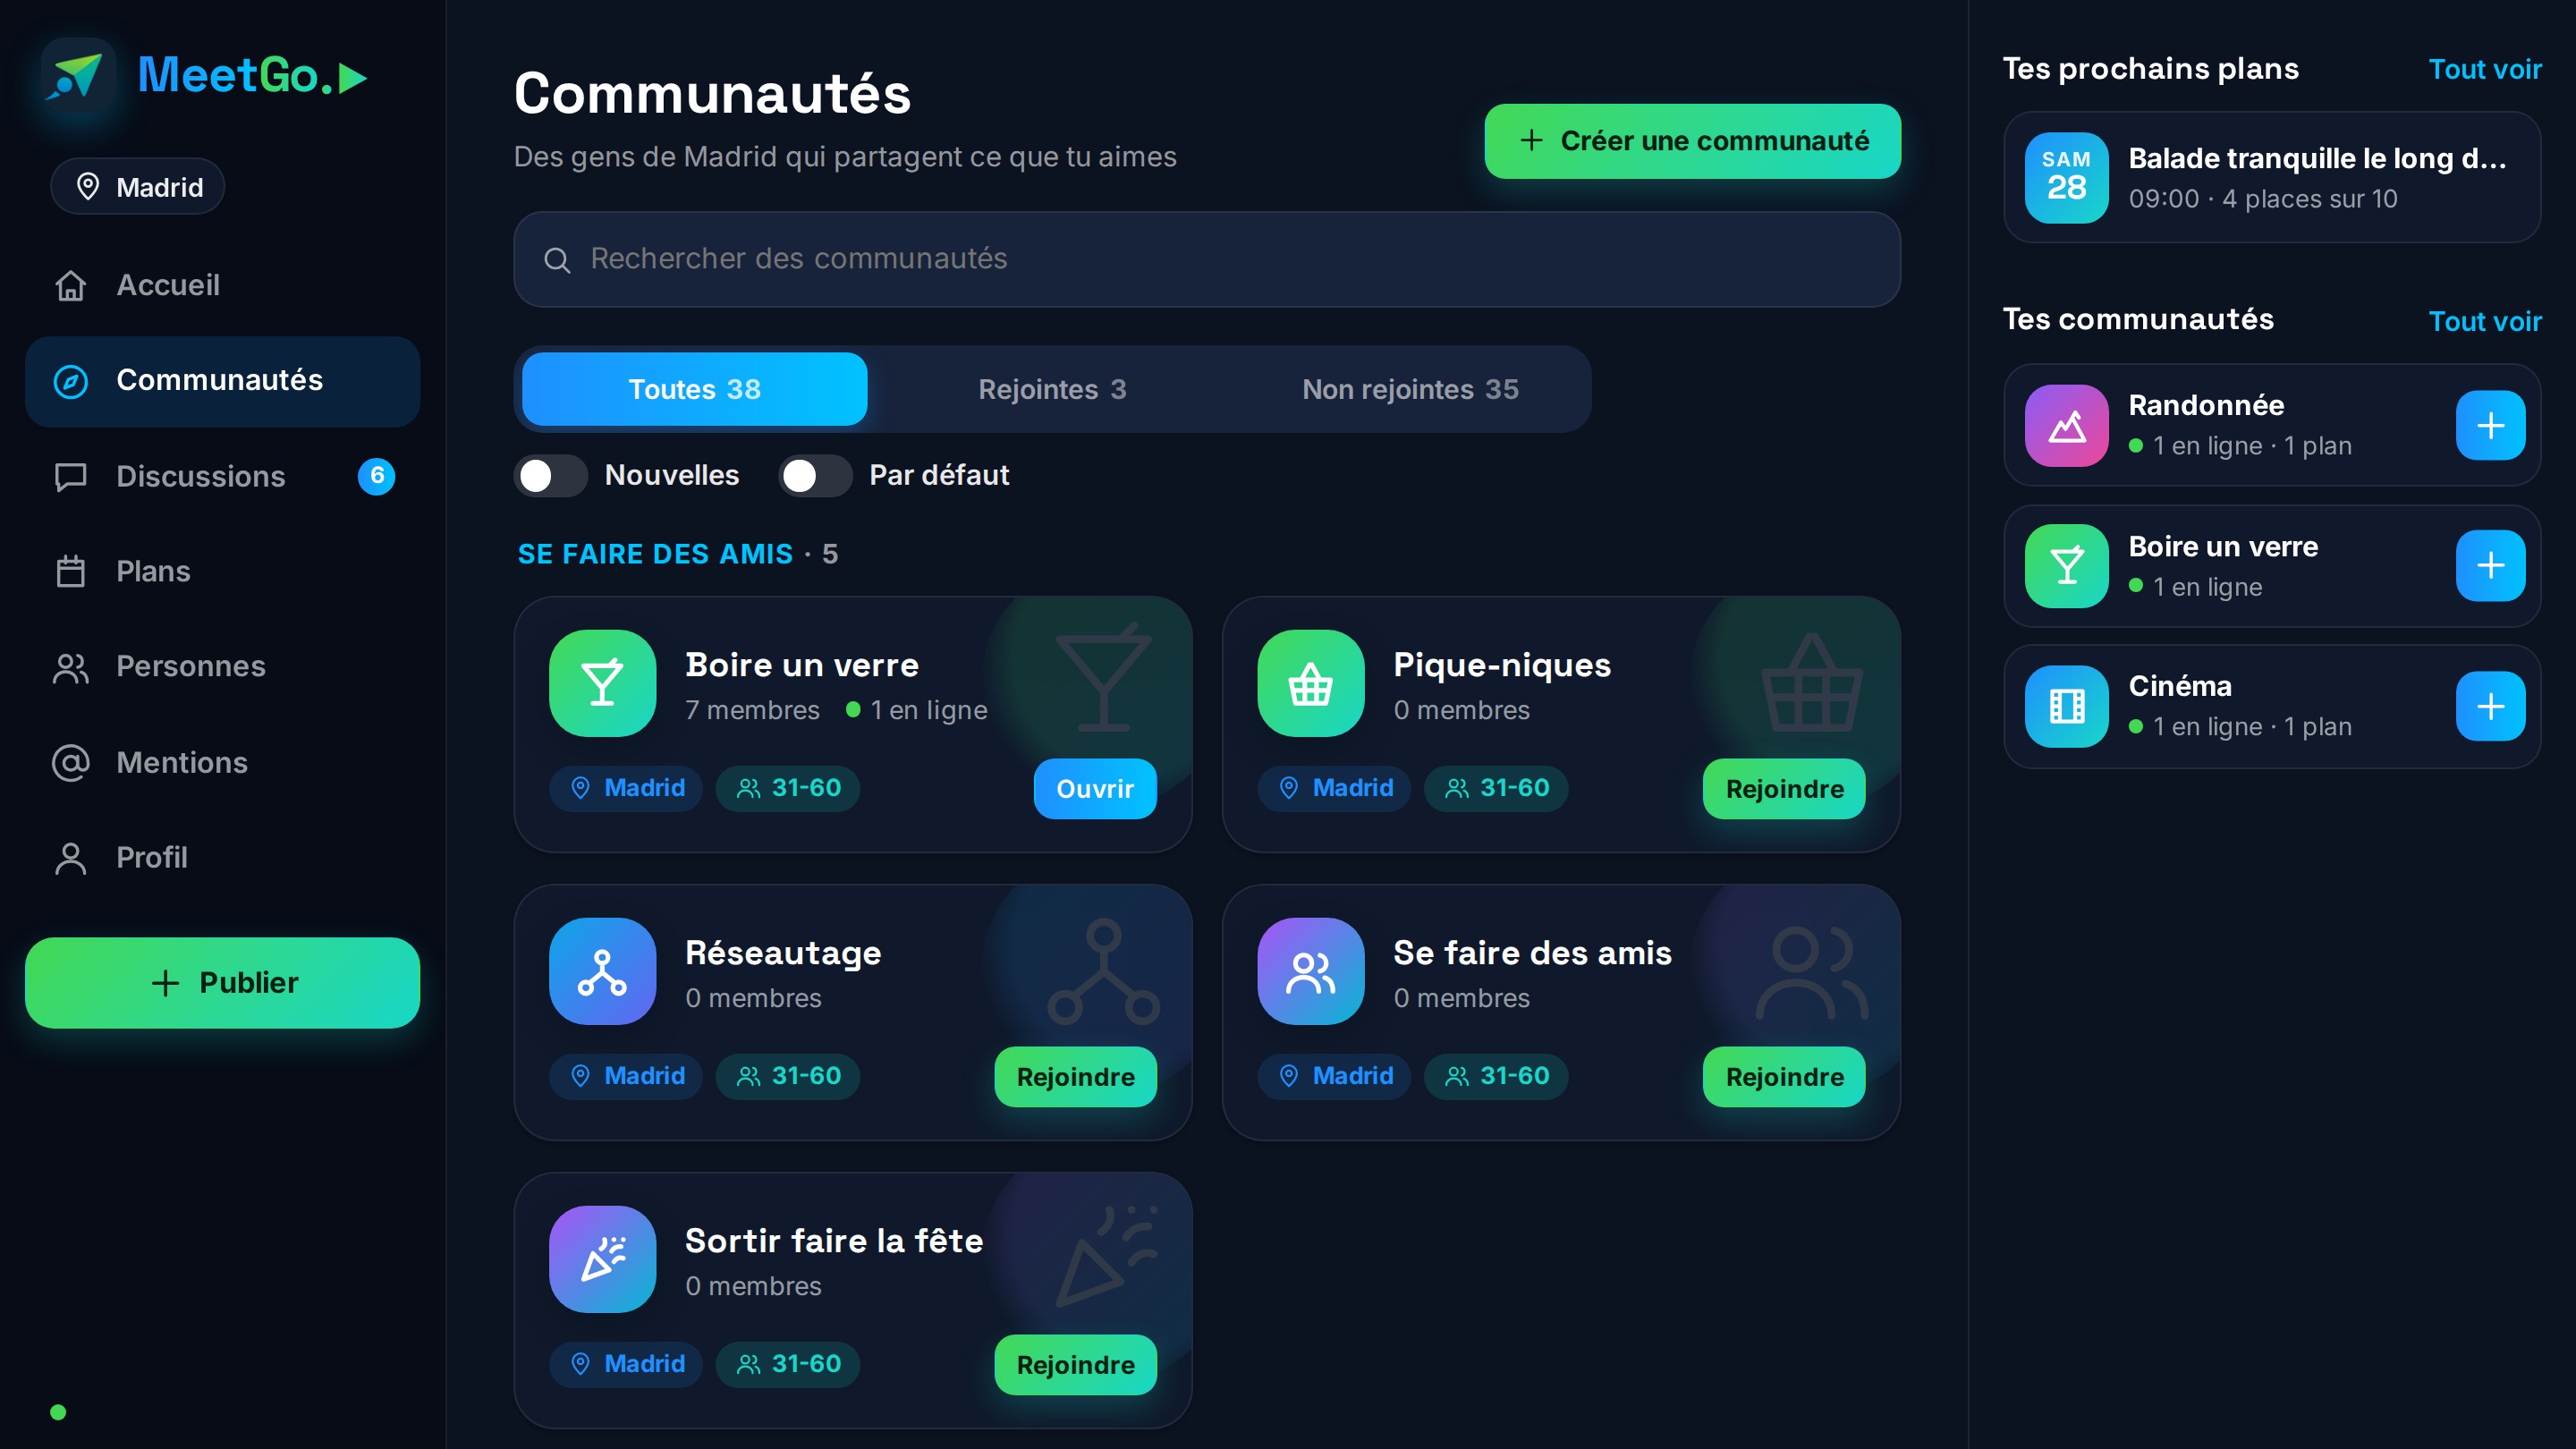 MeetGo.
Madrid
Accueil
Communautés
Discussions 6
Plans
Personnes
Mentions
Profil
Publier
Communautés
Des gens de Madrid qui partagent ce que tu aimes
Créer une communauté
Rechercher des communautés
Toutes 38 Rejointes 3 Non rejointes 35
Nouvelles Par défaut
SE FAIRE DES AMIS · 5
Boire un verre
7 membres 1 en ligne
Madrid 31-60 Ouvrir
Pique-niques
0 membres
Madrid 31-60 Rejoindre
Réseautage
0 membres
Madrid 31-60 Rejoindre
Se faire des amis
0 membres
Madrid 31-60 Rejoindre
Sortir faire la fête
0 membres
Madrid 31-60 Rejoindre
Tes prochains plans Tout voir
SAM
28
Balade tranquille le long d...
09:00 · 4 places sur 10
Tes communautés Tout voir
Randonnée
1 en ligne · 1 plan
Boire un verre
1 en ligne
Cinéma
1 en ligne · 1 plan